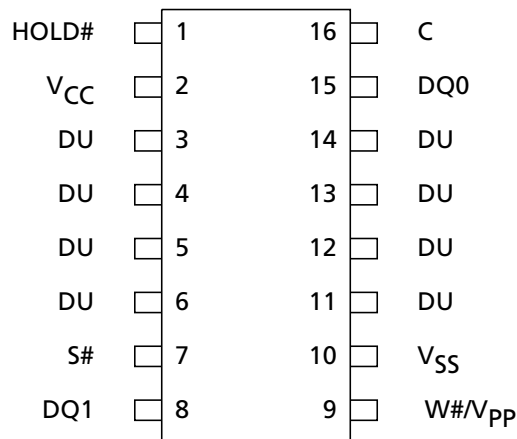 HOLD# 1 16 C
VCC 2 15 DQ0
DU 3 14 DU
DU 4 13 DU
DU 5 12 DU
DU 6 11 DU
S# 7 10 VSS
DQ1 8 9 W#/VPP